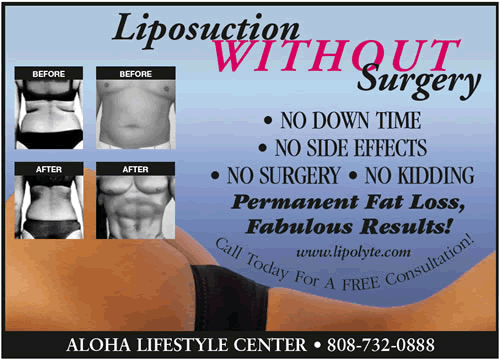 Liposuction
WITHOUT
Surgery
BEFORE
BEFORE
AFTER
AFTER
• NO DOWN TIME
• NO SIDE EFFECTS
• NO SURGERY • NO KIDDING
Permanent Fat Loss,
Fabulous Results!
www.lipolyte.com
Call Today For A FREE Consultation!
ALOHA LIFESTYLE CENTER • 808-732-0888